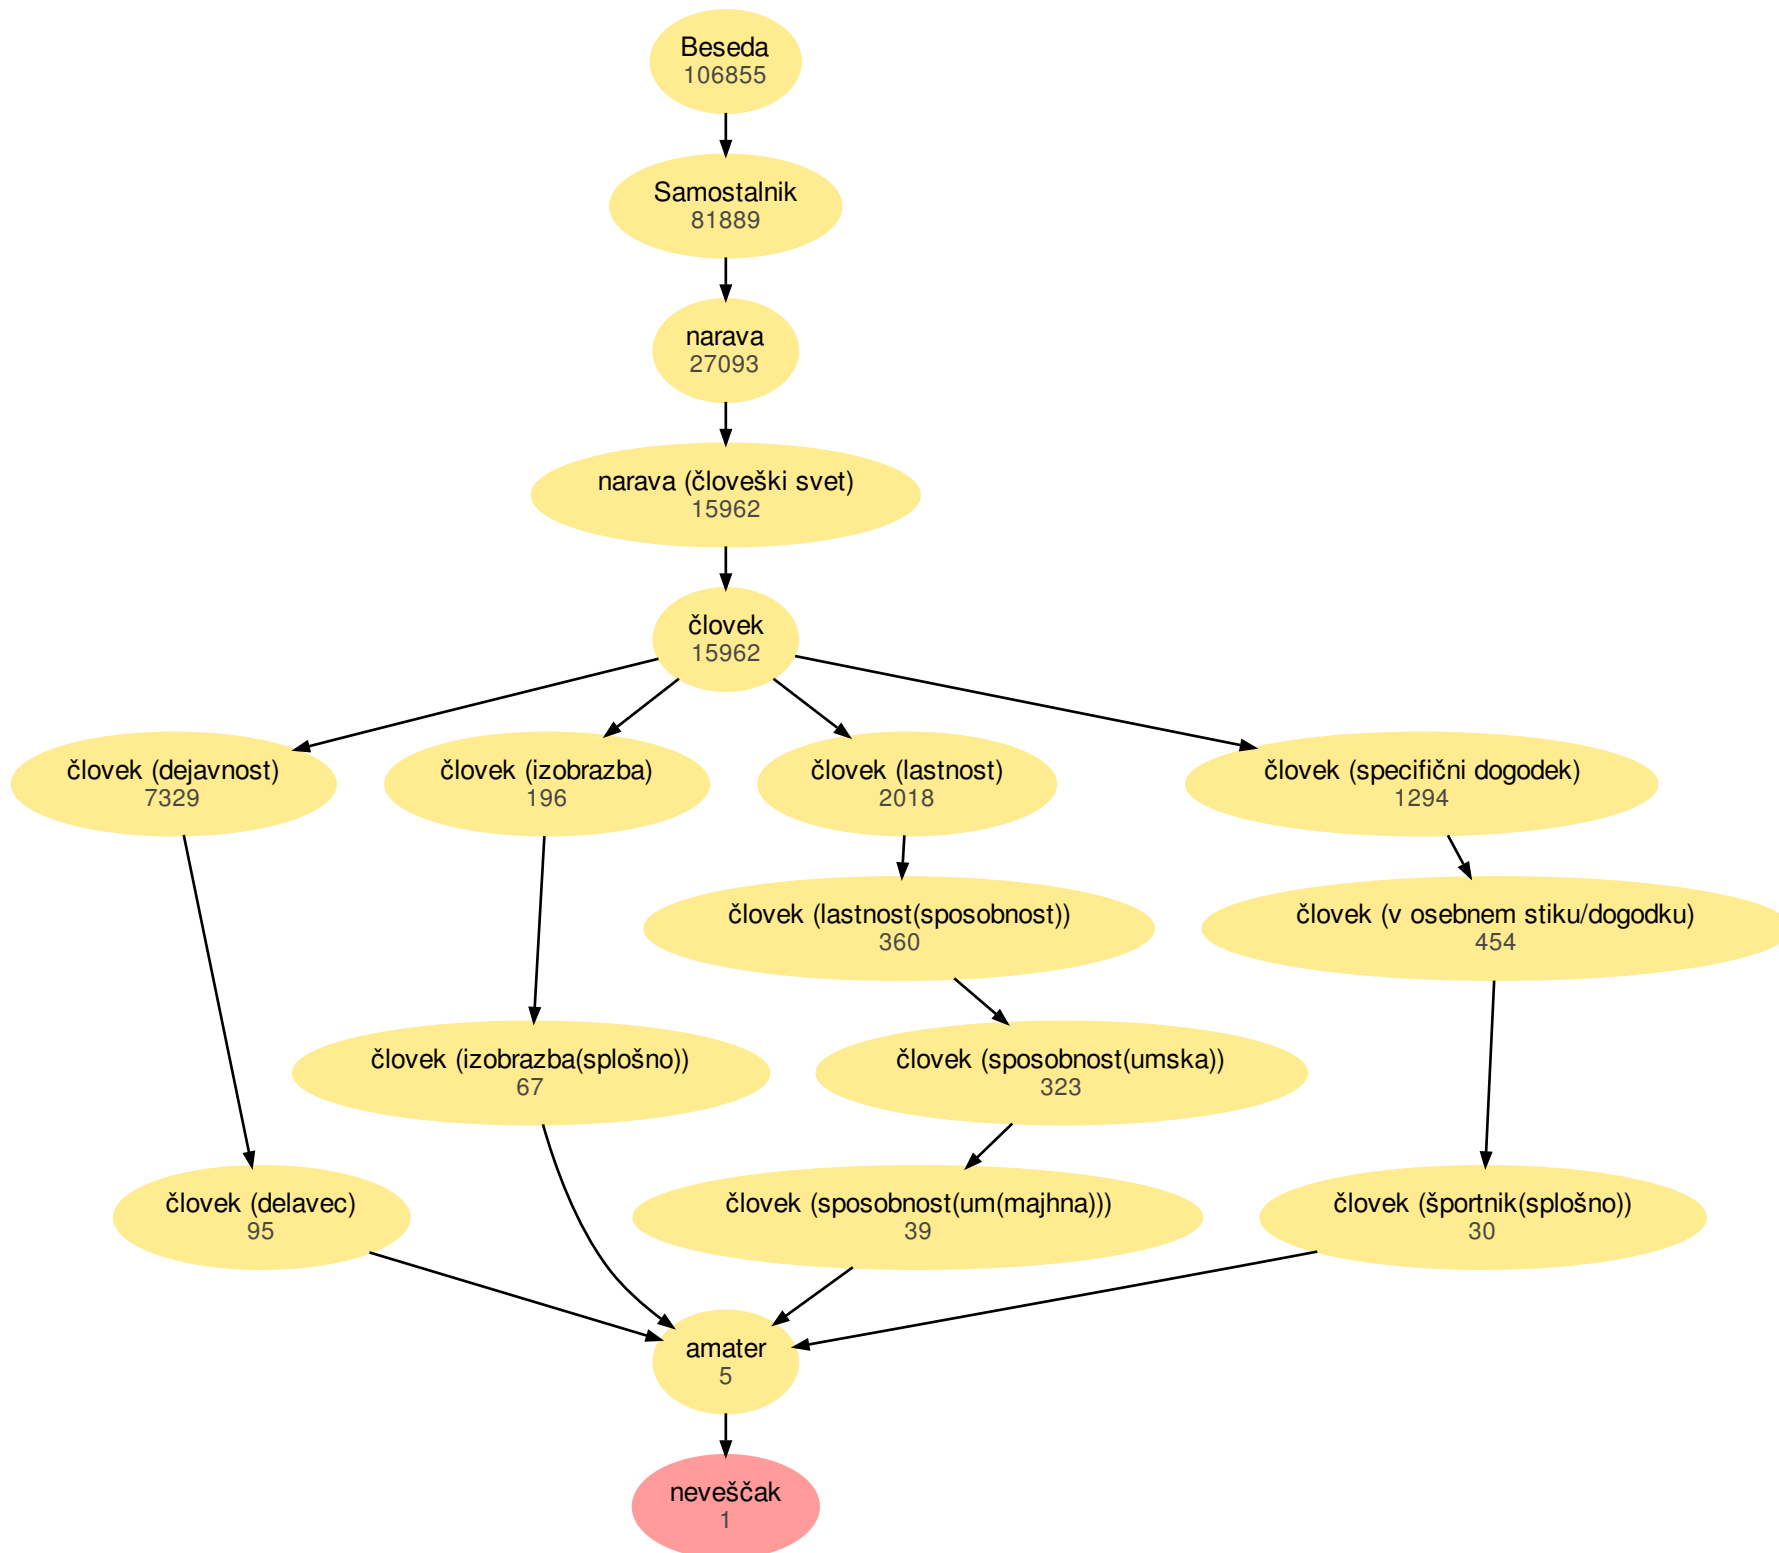 Beseda
106855
Samostalnik
81889
narava
27093
narava (človeški svet)
15962
človek
15962
človek (dejavnost)
7329
človek (izobrazba)
196
človek (lastnost)
2018
človek (specifični dogodek)
1294
človek (lastnost(sposobnost))
360
človek (v osebnem stiku/dogodku)
454
človek (izobrazba(splošno))
67
človek (sposobnost(umska))
323
človek (delavec)
95
človek (sposobnost(um(majhna)))
39
človek (športnik(splošno))
30
amater
5
neveščak
1